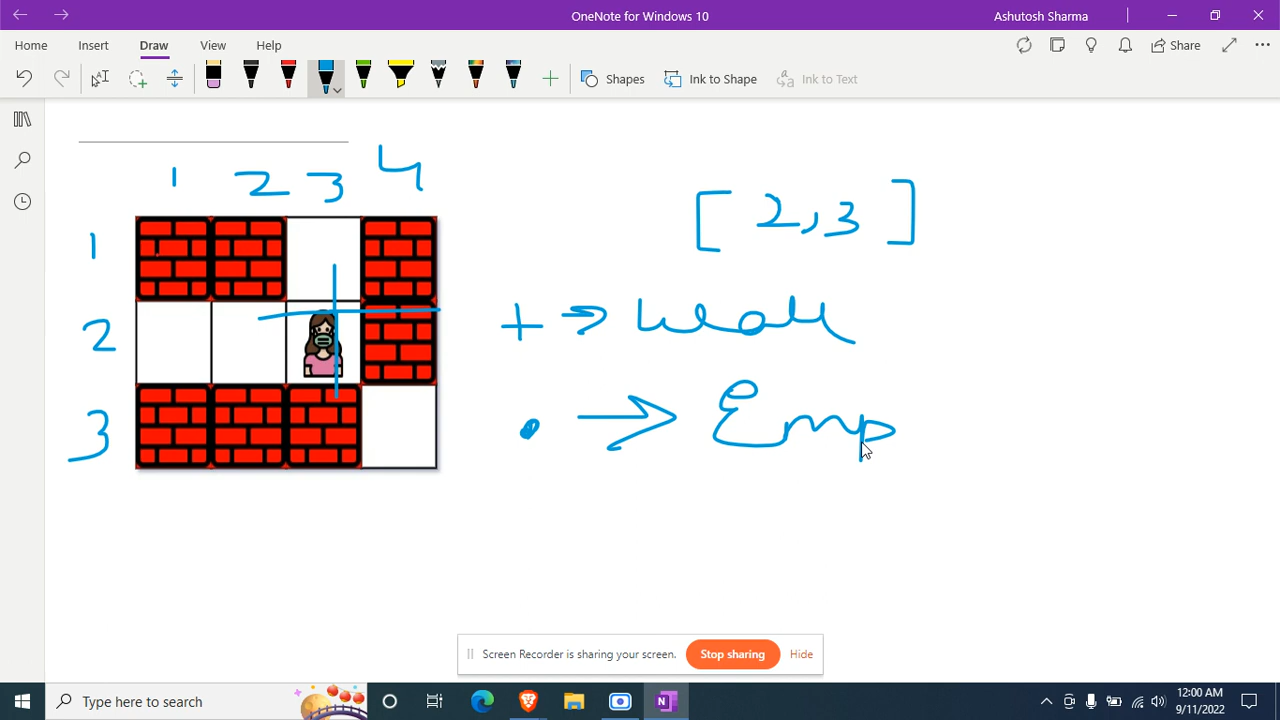 OneNote for Windows 10
Ashutosh Sharma
Home Insert Draw View Help
Share
Shapes
Ink to Shape
Ink to Text
1 2 3 4
1
2
3
[ 2,3 ]
+ → Wall
. → Emp
Screen Recorder is sharing your screen.
Stop sharing
Hide
Type here to search
12:00 AM
9/11/2022